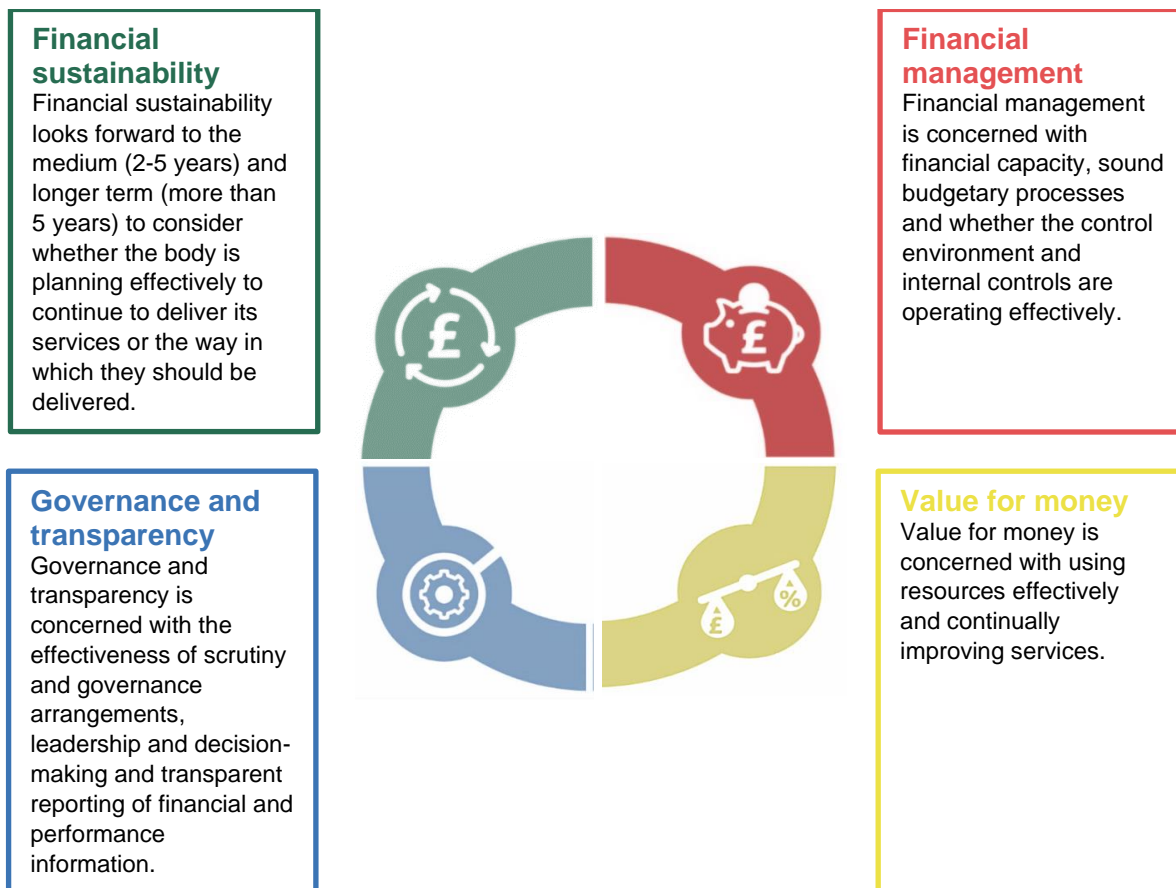 Financial
sustainability
Financial sustainability
looks forward to the
medium (2-5 years) and
longer term (more than
5 years) to consider
whether the body is
planning effectively to
continue to deliver its
services or the way in
which they should be
delivered.
Financial
management
Financial management
is concerned with
financial capacity, sound
budgetary processes
and whether the control
environment and
internal controls are
operating effectively.
£
£
£
%
Governance and
transparency
Governance and
transparency is
concerned with the
effectiveness of scrutiny
and governance
arrangements,
leadership and decision-
making and transparent
reporting of financial and
performance
information.
Value for money
Value for money is
concerned with using
resources effectively
and continually
improving services.